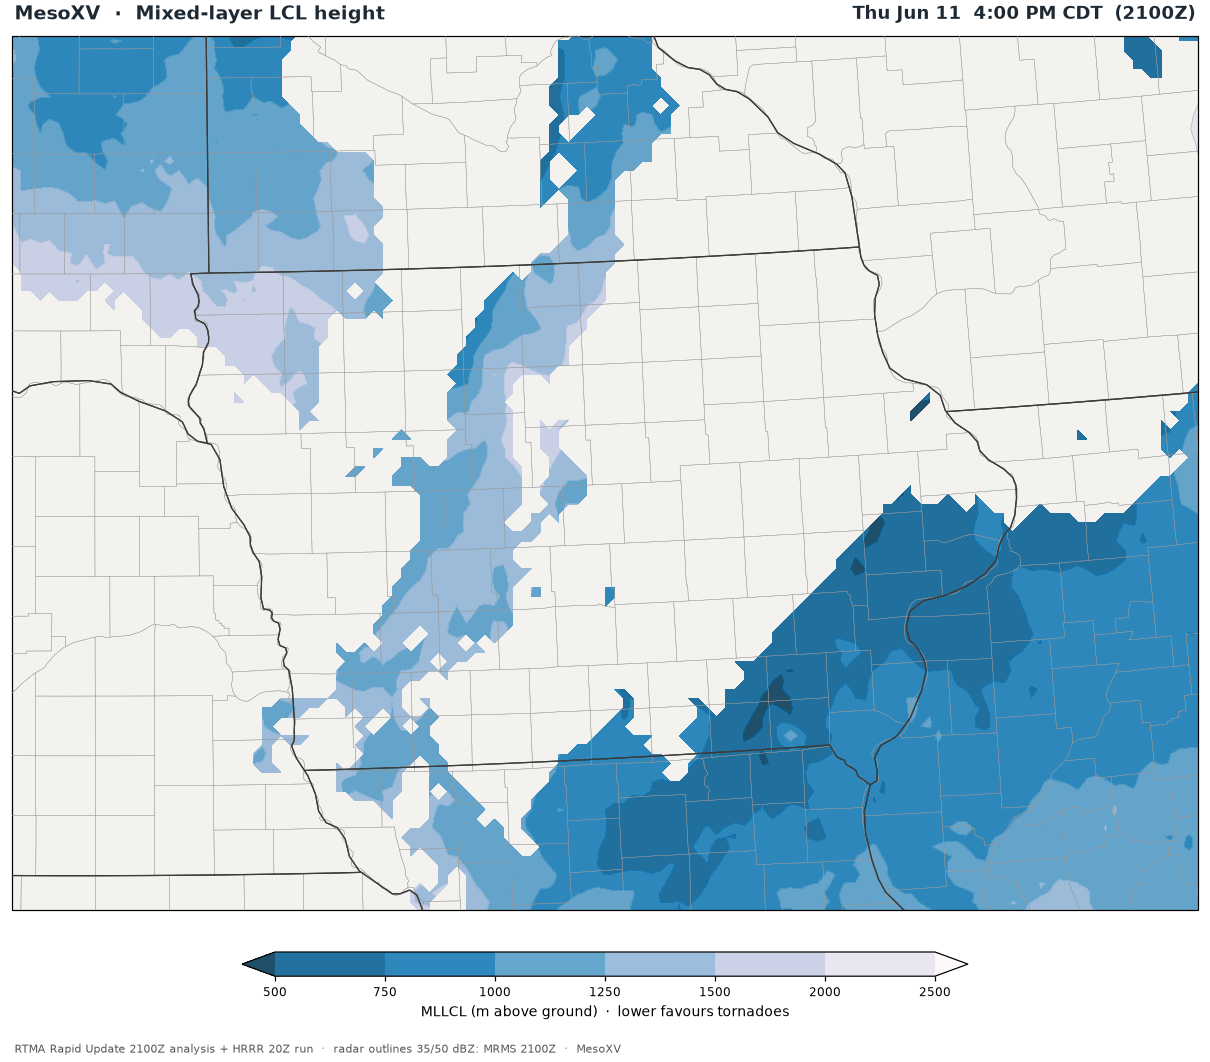 MesoXV · Mixed-layer LCL height
Thu Jun 11 4:00 PM CDT (2100Z)
500 750 1000 1250 1500 2000 2500
MLLCL (m above ground) · lower favours tornadoes
RTMA Rapid Update 2100Z analysis + HRRR 20Z run · radar outlines 35/50 dBZ: MRMS 2100Z · MesoXV